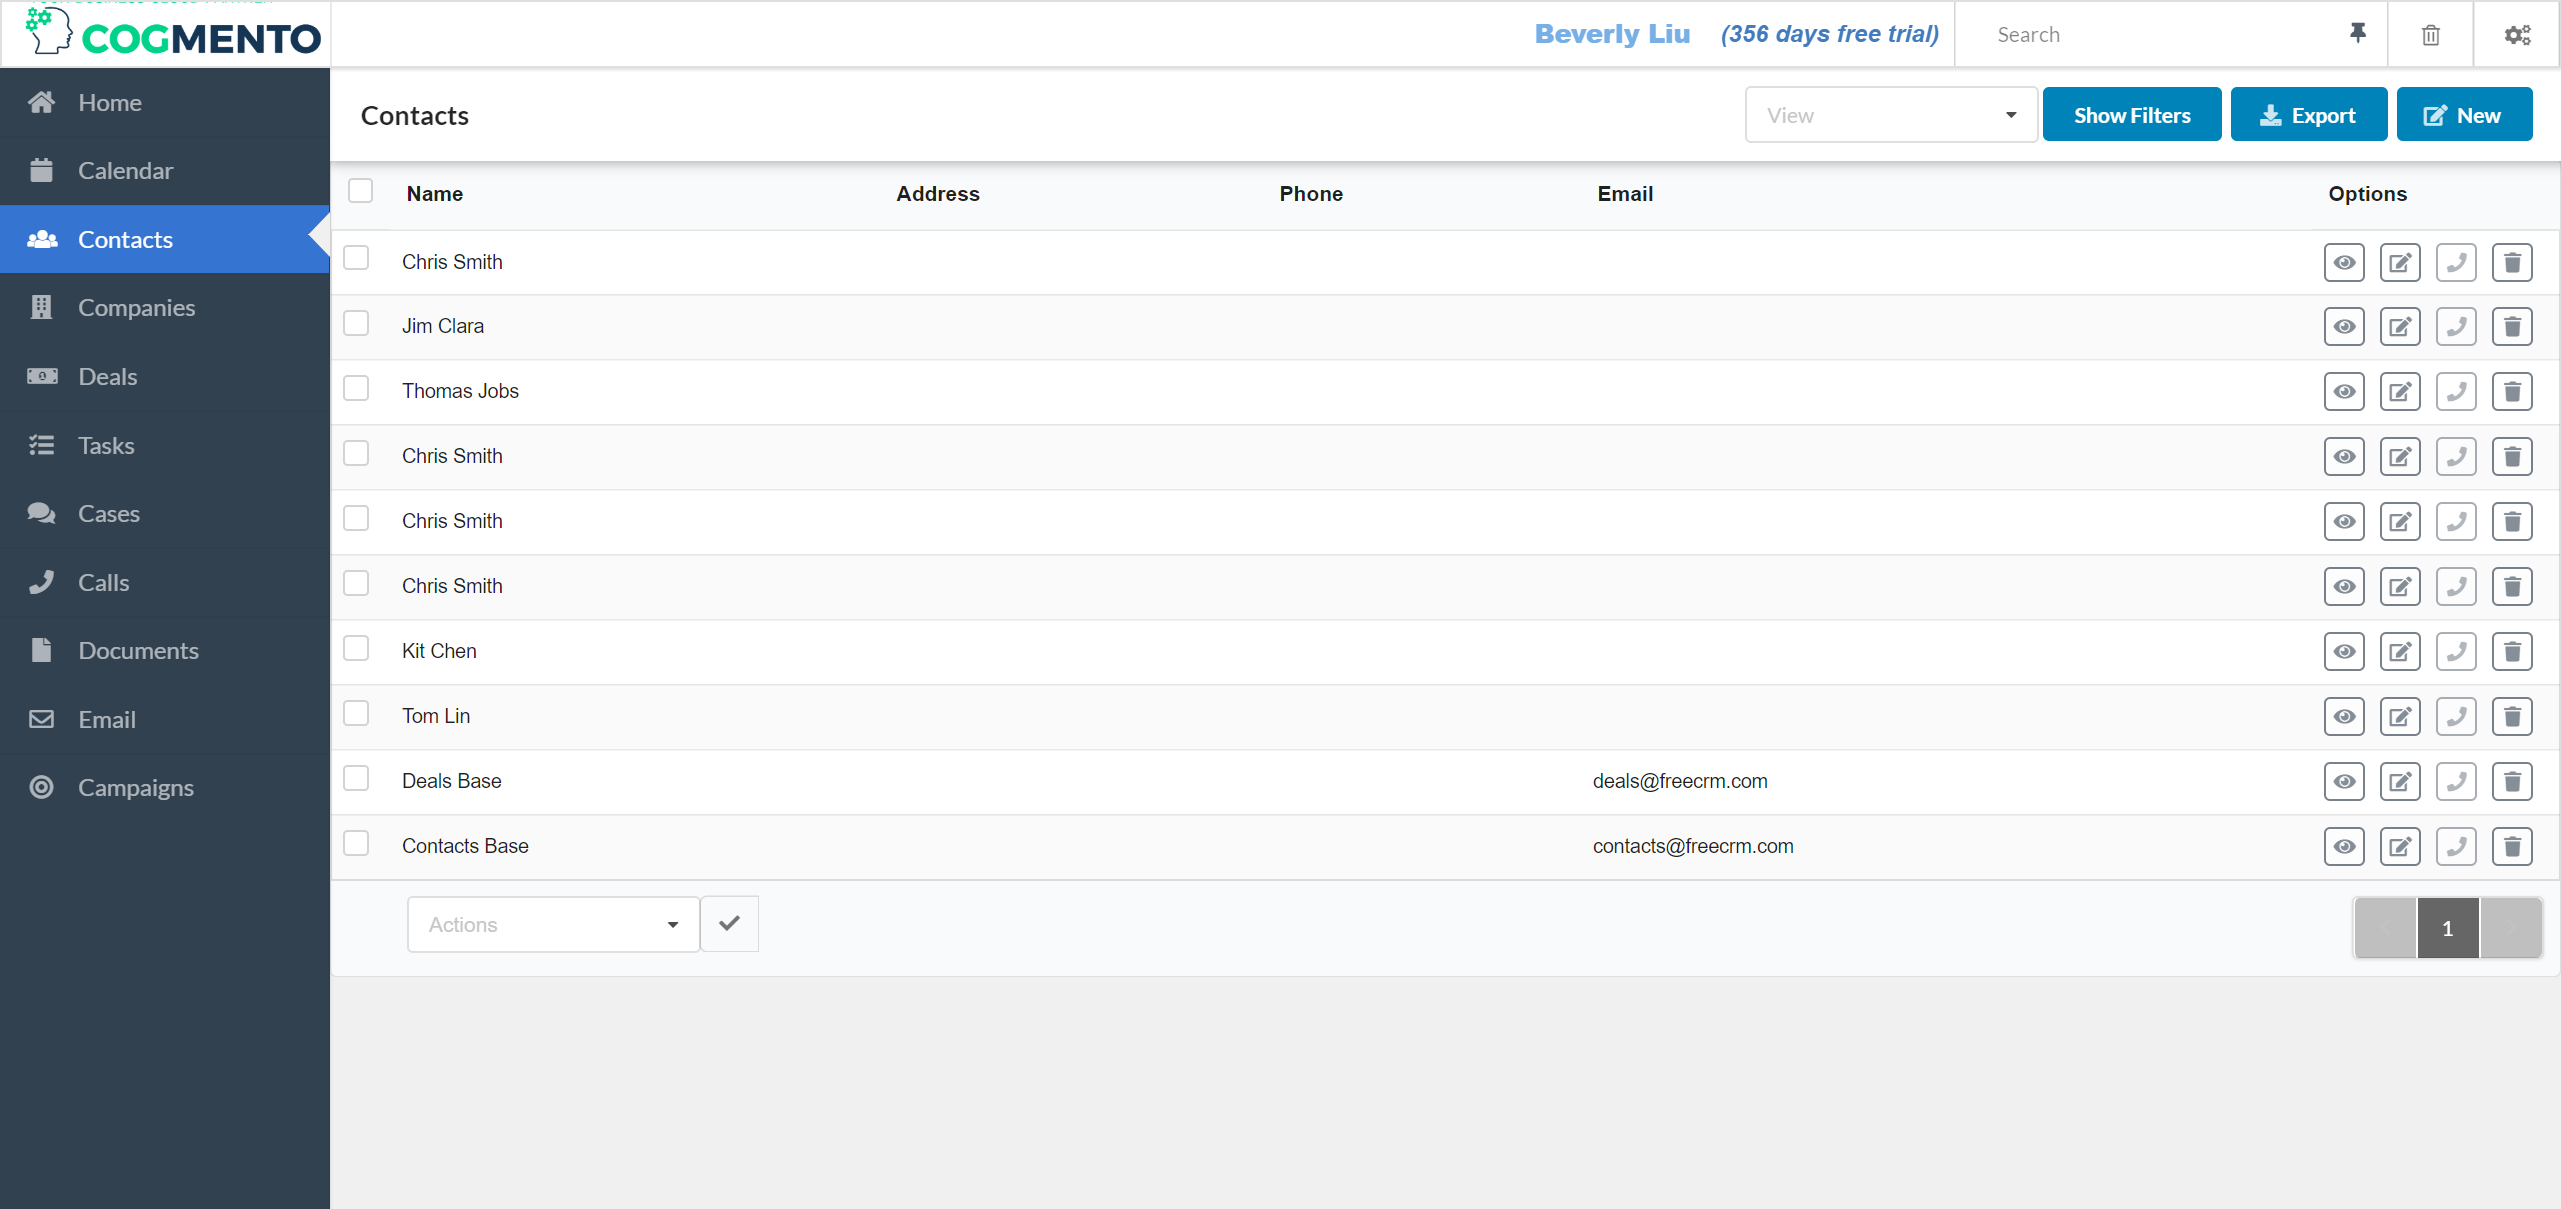 COGMENTO
Beverly Liu (356 days free trial) Search
Home
Calendar
Contacts
Companies
Deals
Tasks
Cases
Calls
Documents
Email
Campaigns
Contacts View Show Filters Export New
Name Address Phone Email Options
Chris Smith
Jim Clara
Thomas Jobs
Chris Smith
Chris Smith
Chris Smith
Kit Chen
Tom Lin
Deals Base deals@freecrm.com
Contacts Base contacts@freecrm.com
Actions 1